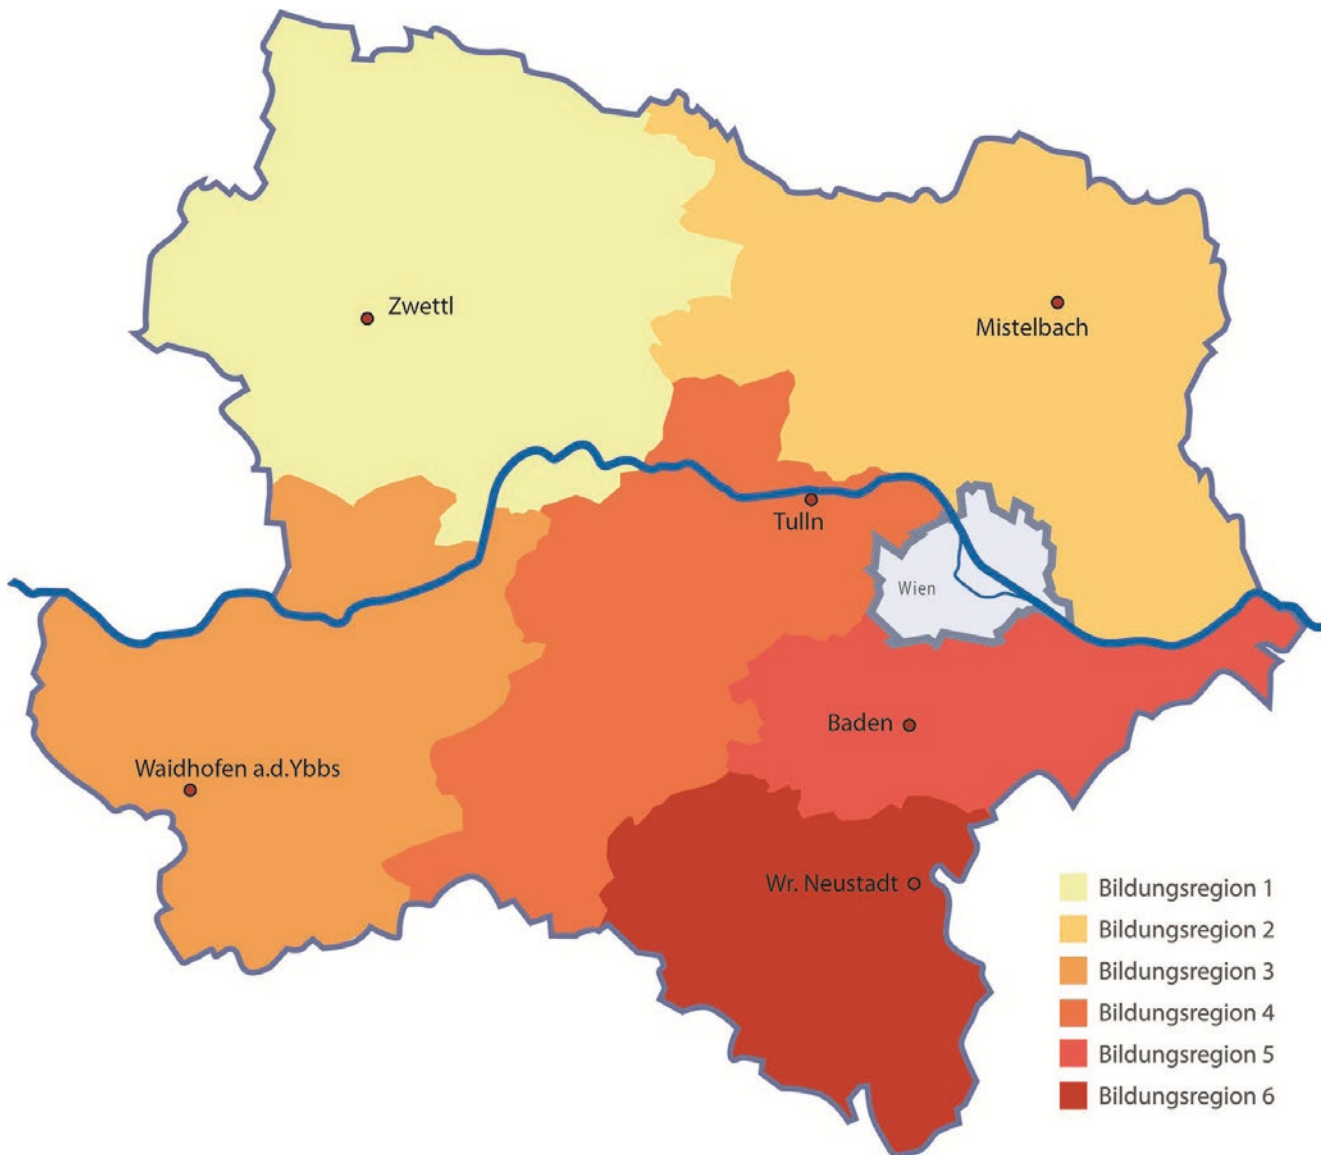 Zwettl
Mistelbach
Tulln
Wien
Baden
Waidhofen a.d.Ybbs
Wr. Neustadt
Bildungsregion 1
Bildungsregion 2
Bildungsregion 3
Bildungsregion 4
Bildungsregion 5
Bildungsregion 6